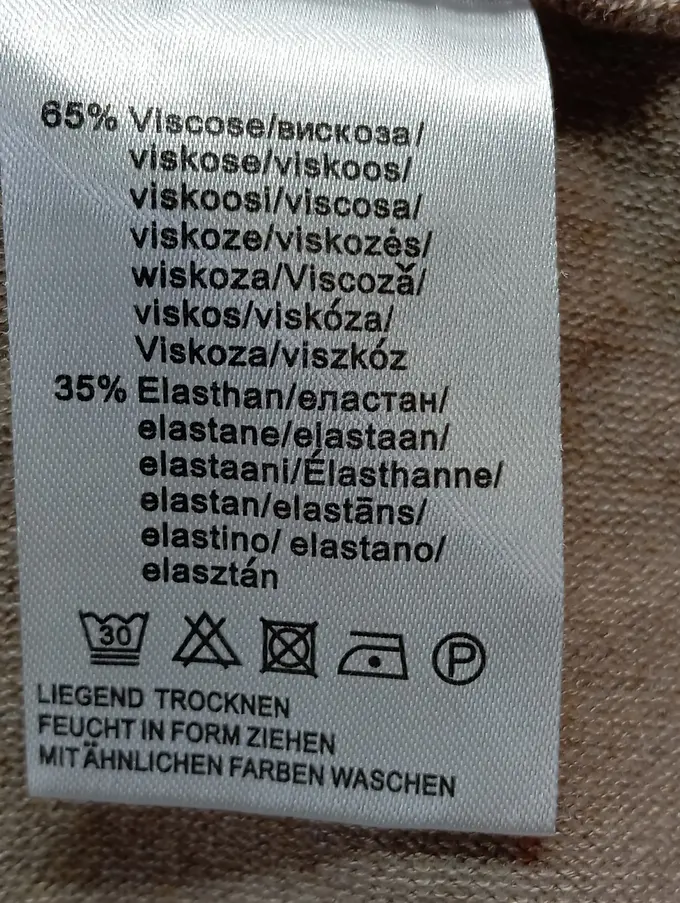 65% Viscose/вискоза/
viskose/viskoos/
viskoosi/viscosa/
viskoze/viskozės/
wiskoza/Viscoză/
viskos/viskóza/
Viskoza/viszkóz
35% Elasthan/еластан/
elastane/elastaan/
elastaani/Élasthanne/
elastan/elastāns/
elastino/ elastano/
elasztán
30 P
LIEGEND TROCKNEN
FEUCHT IN FORM ZIEHEN
MIT ÄHNLICHEN FARBEN WASCHEN